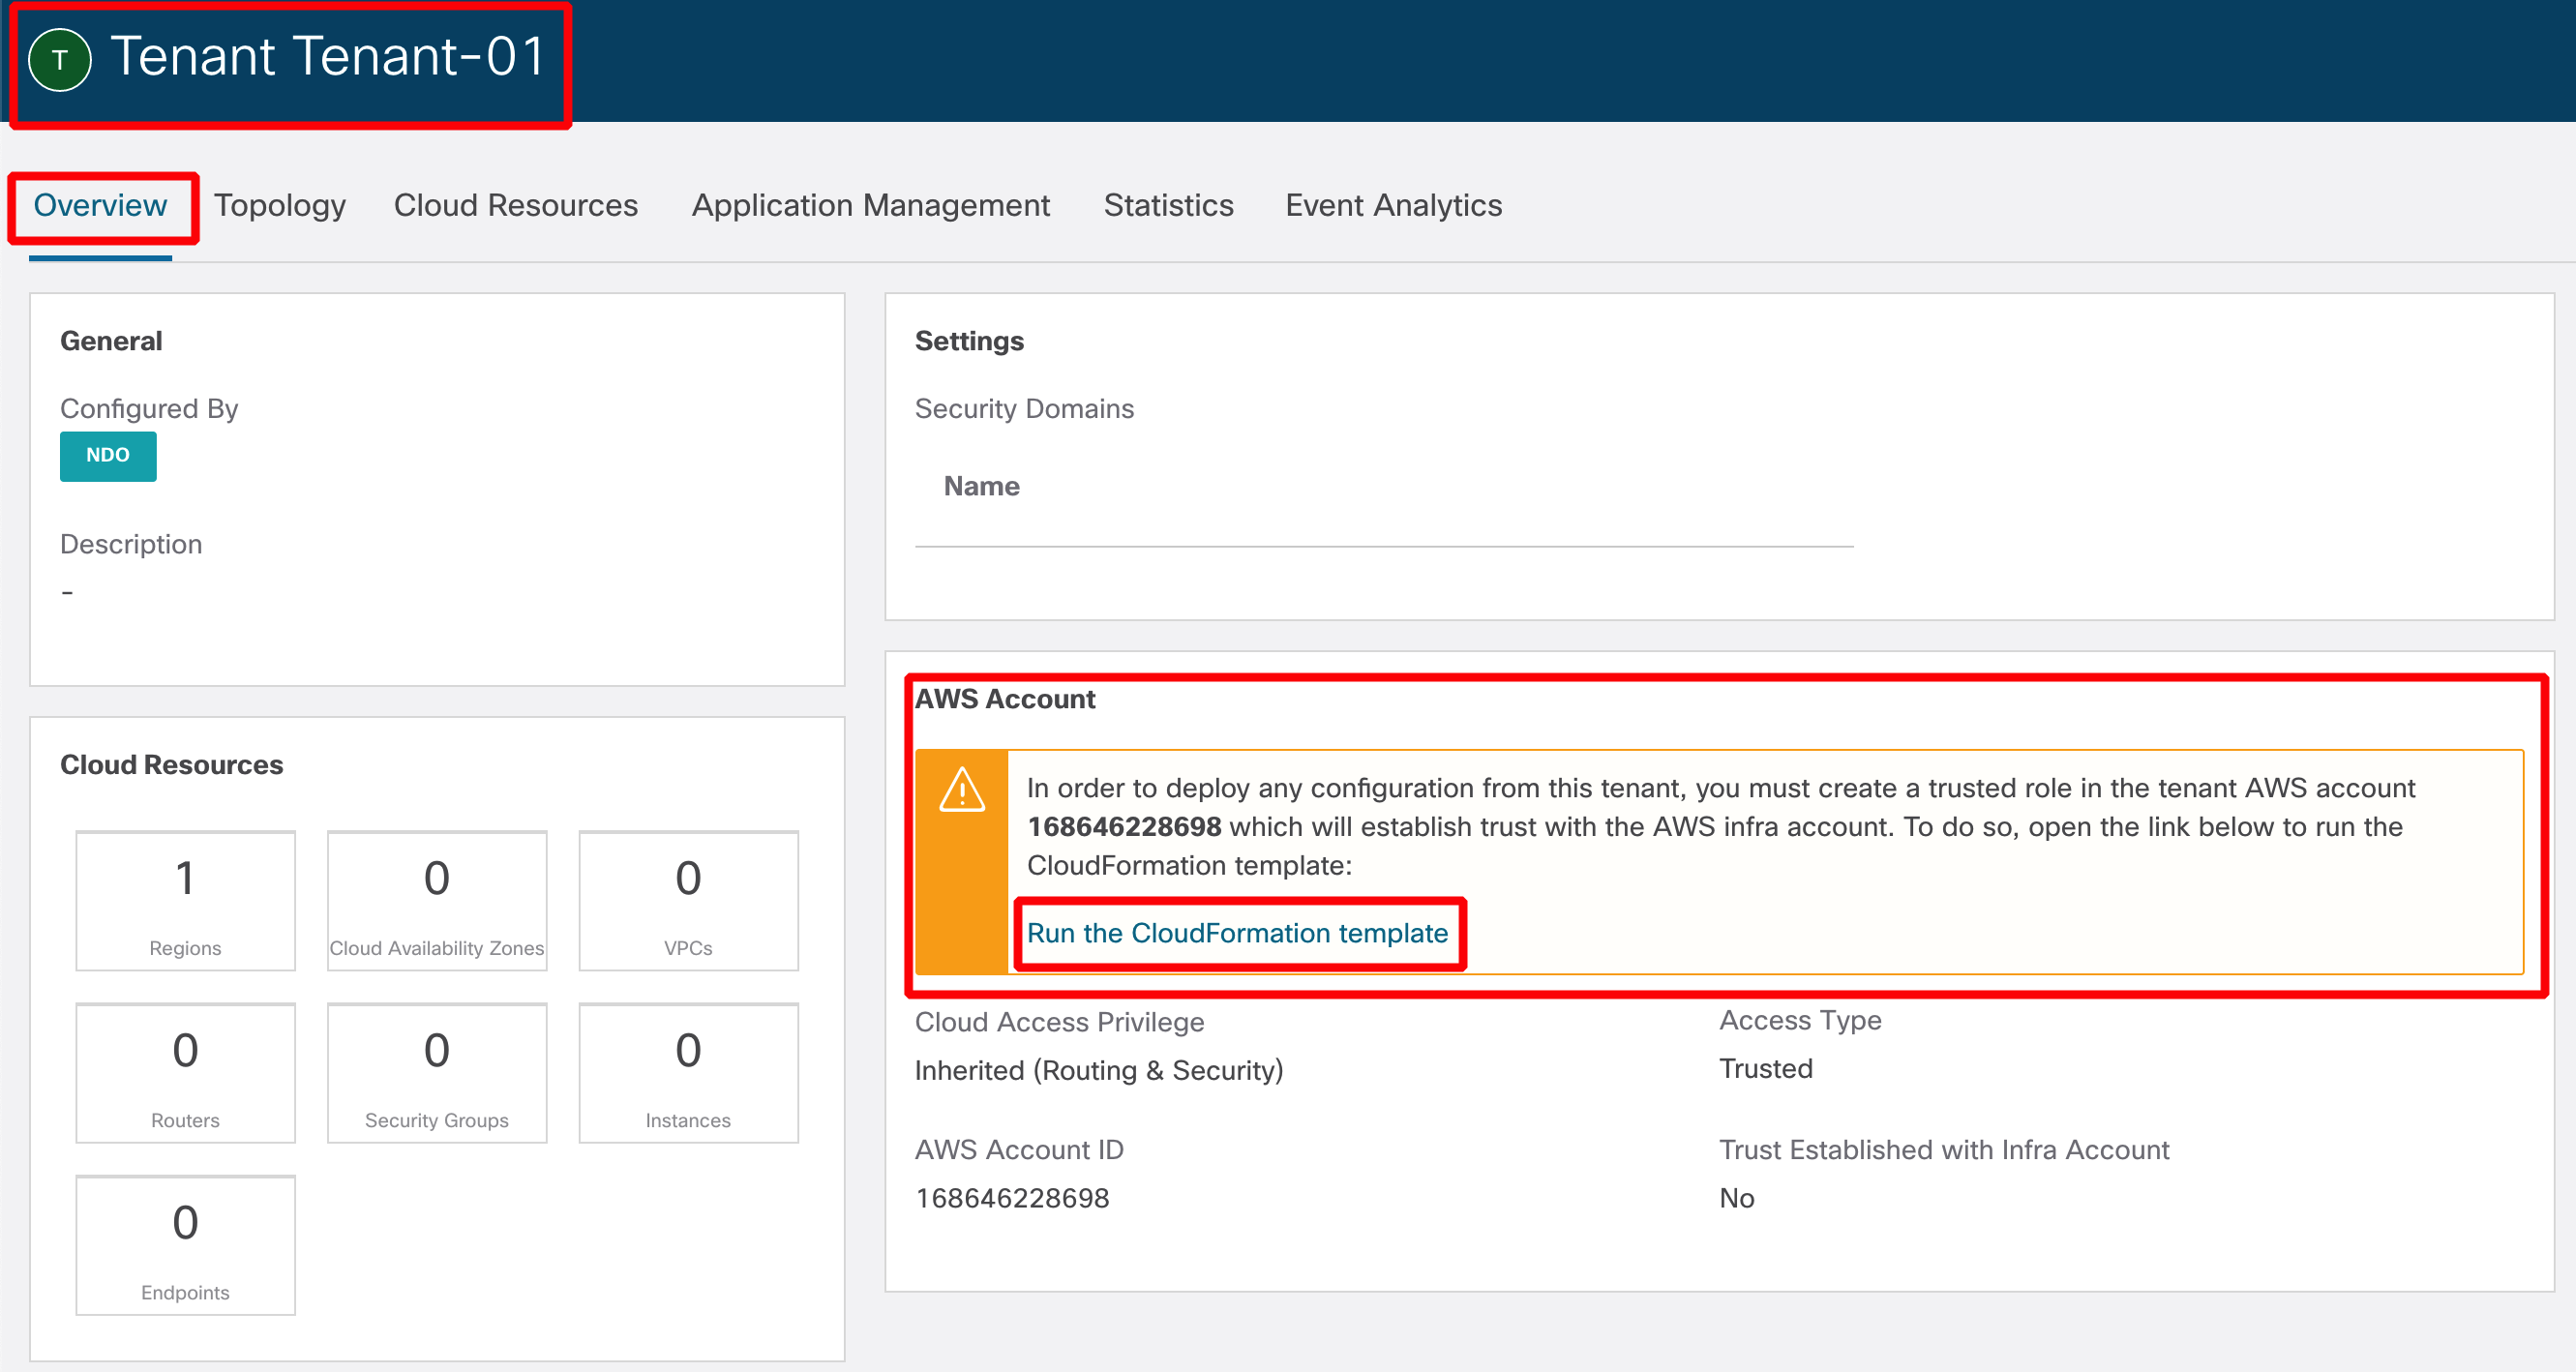 T
Tenant Tenant-01
Overview
Topology
Cloud Resources
Application Management
Statistics
Event Analytics
General
Configured By
NDO
Description
-
Settings
Security Domains
Name
Cloud Resources
1
Regions
0
Cloud Availability Zones
0
VPCs
0
Routers
0
Security Groups
0
Instances
0
Endpoints
AWS Account
In order to deploy any configuration from this tenant, you must create a trusted role in the tenant AWS account
168646228698 which will establish trust with the AWS infra account. To do so, open the link below to run the
CloudFormation template:
Run the CloudFormation template
Cloud Access Privilege
Inherited (Routing & Security)
Access Type
Trusted
AWS Account ID
168646228698
Trust Established with Infra Account
No